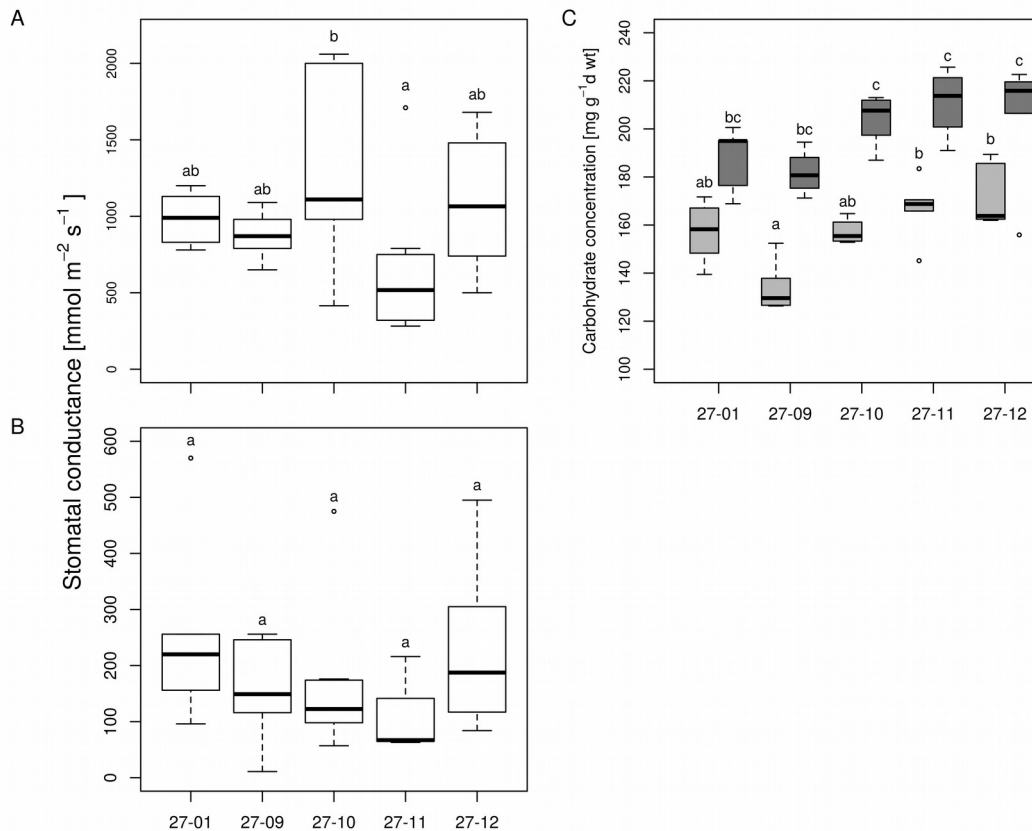 A
Stomatal conductance [mmol m⁻² s⁻¹]
2000
1500
1000
500
0
ab
ab
b
a
ab
B
600
500
400
300
200
100
0
a
a
a
a
a
27-01
27-09
27-10
27-11
27-12
C
Carbohydrate concentration [mg g⁻¹d wt]
240
220
200
180
160
140
120
100
ab
bc
a
bc
ab
c
b
c
b
c
27-01
27-09
27-10
27-11
27-12